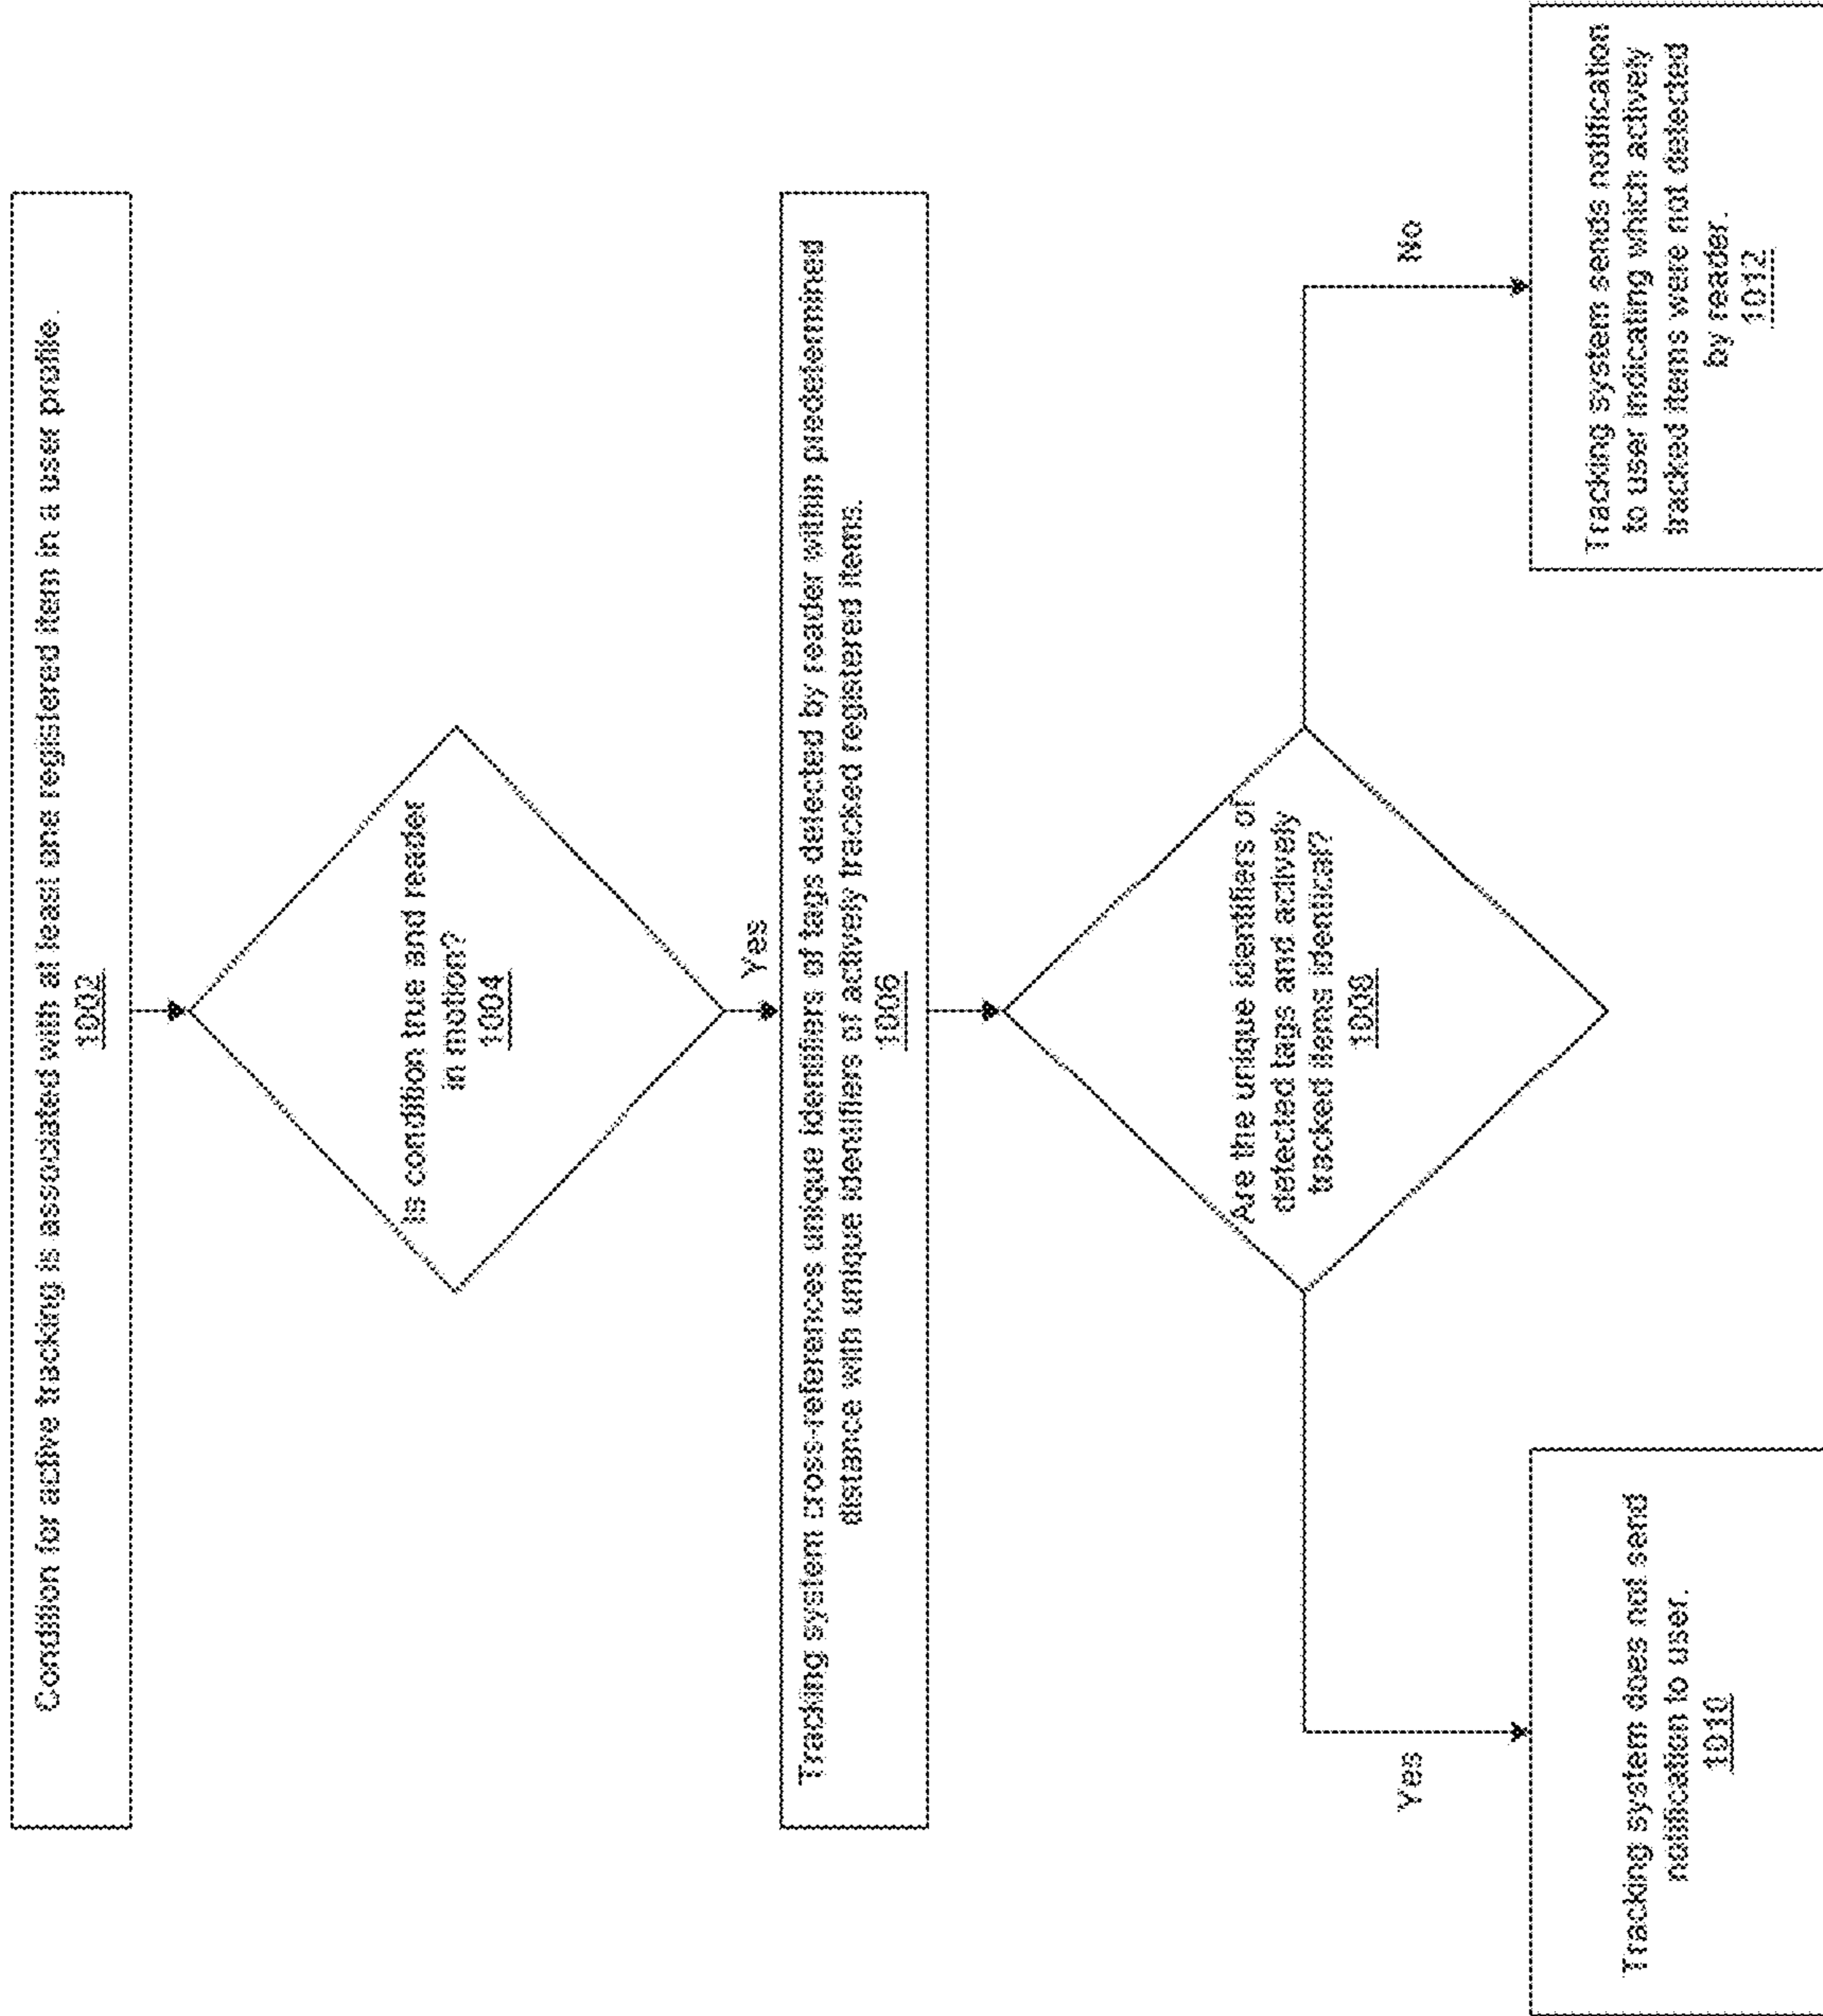 Condition for active tracking is associated with at least one registered item in a user profile.
1002
Is condition true and reader
in motion?
1004
Yes
Tracking system cross-references unique identifiers of tags detected by reader within predetermined
distance with unique identifiers of actively tracked registered items.
1006
Are the unique identifiers of
detected tags and actively
tracked items identical?
1008
Yes
No
Tracking system does not send
notification to user.
1010
Tracking system sends notification
to user indicating which actively
tracked items were not detected
by reader.
1012